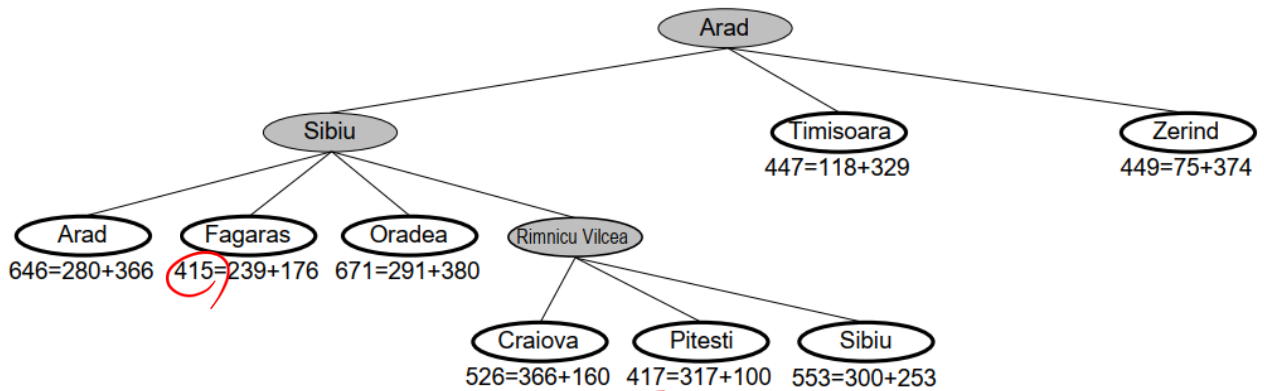 Arad
Sibiu
Timisoara
Zerind
447=118+329
449=75+374
Arad
Fagaras
Oradea
Rimnicu Vilcea
646=280+366
415=239+176
671=291+380
Craiova
Pitesti
Sibiu
526=366+160
417=317+100
553=300+253